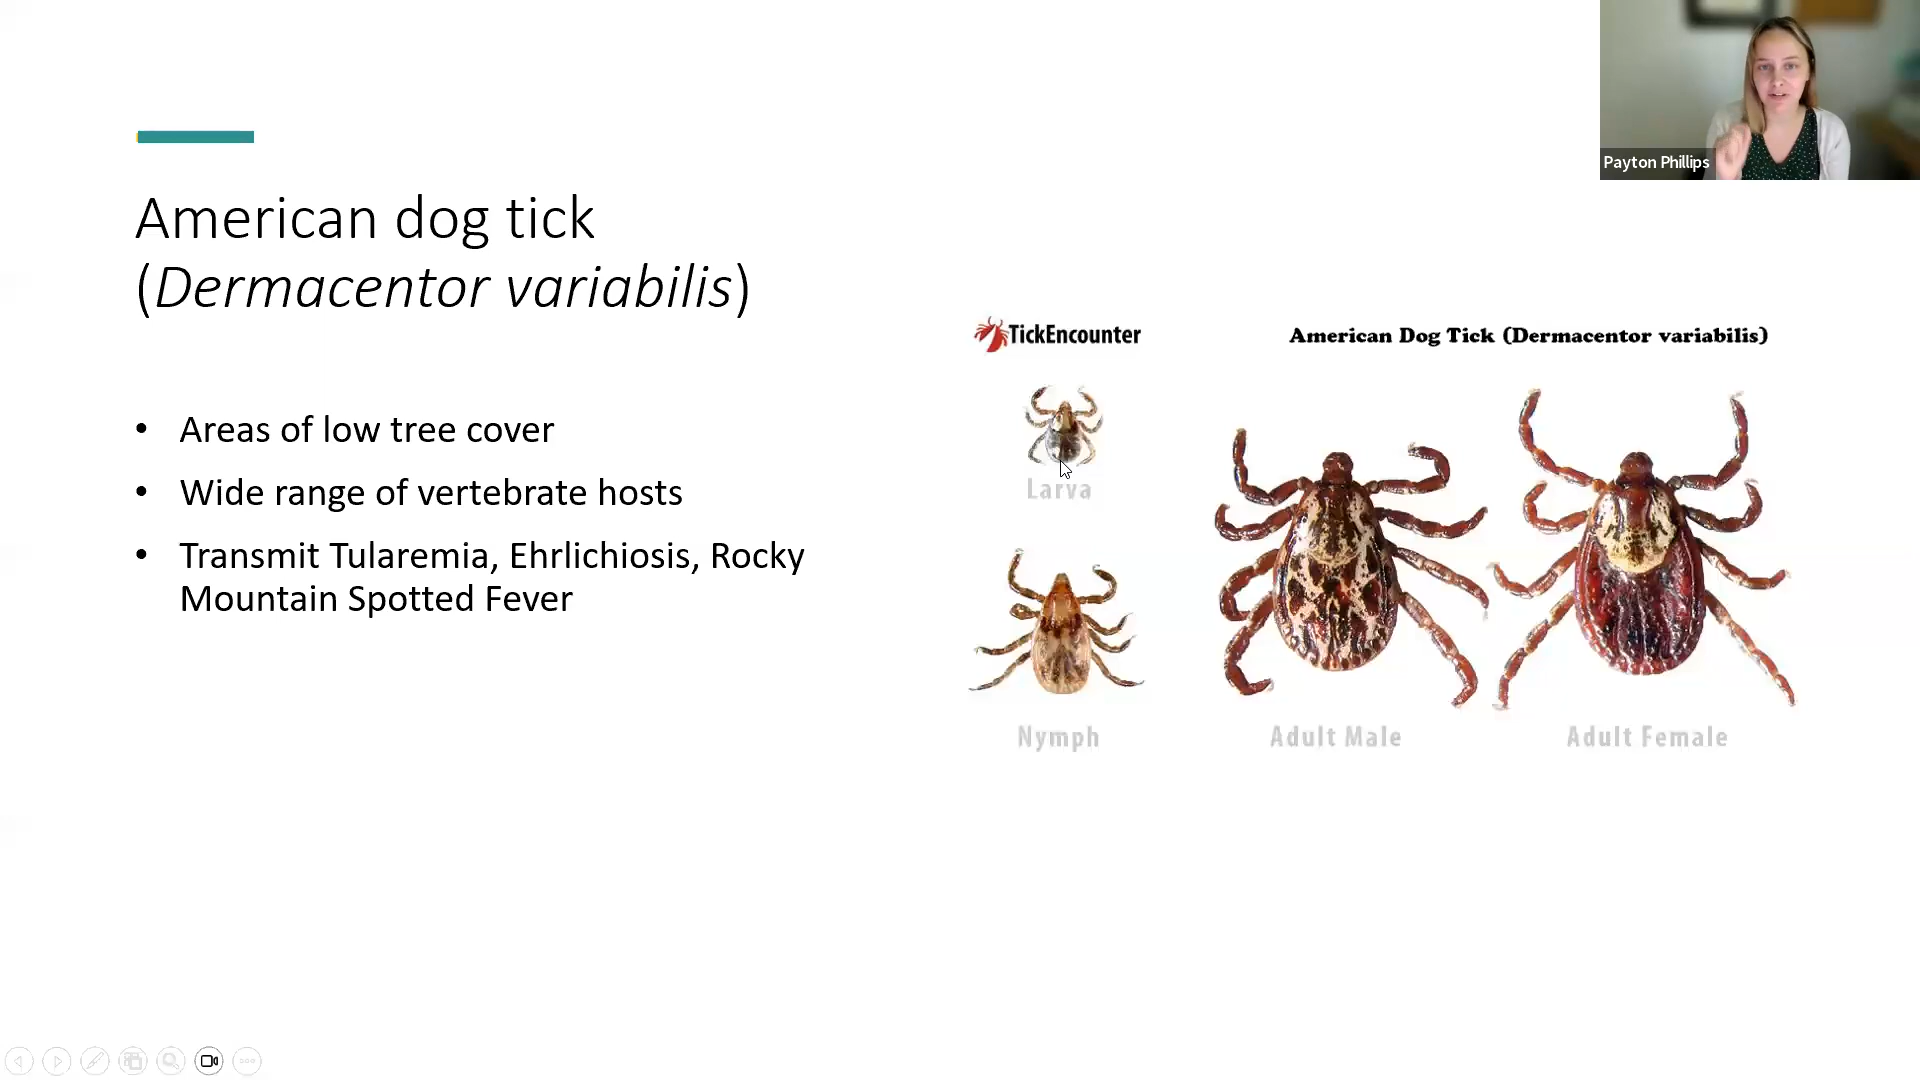 Payton Phillips
American dog tick
(Dermacentor variabilis)
• Areas of low tree cover
• Wide range of vertebrate hosts
• Transmit Tularemia, Ehrlichiosis, Rocky
Mountain Spotted Fever
TickEncounter
American Dog Tick (Dermacentor variabilis)
Larva
Nymph
Adult Male
Adult Female